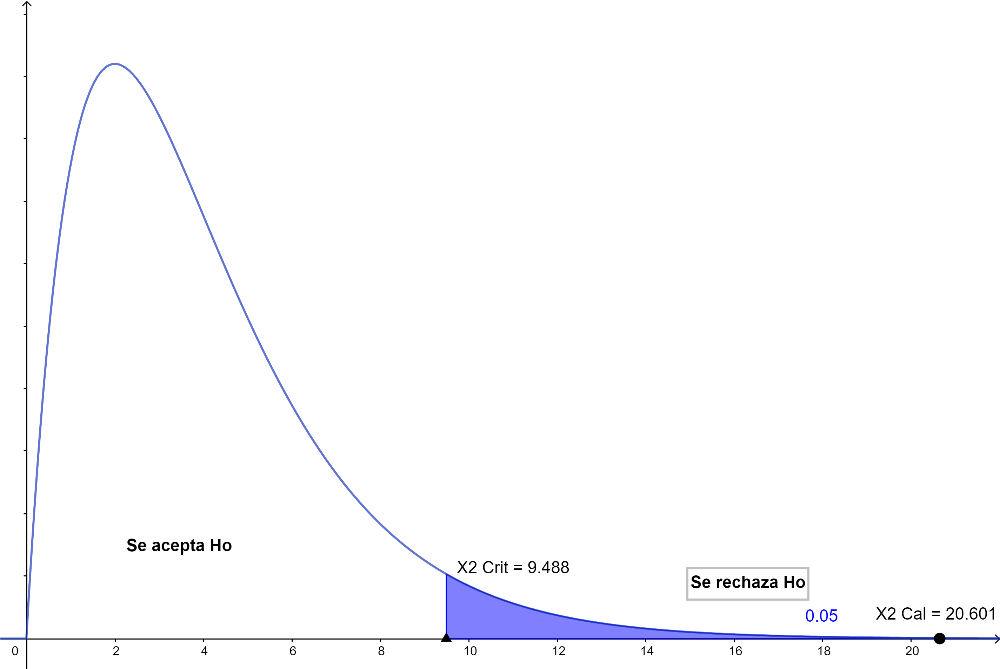 Se acepta Ho
X2 Crit = 9.488
Se rechaza Ho
0.05
X2 Cal = 20.601
0 2 4 6 8 10 12 14 16 18 20